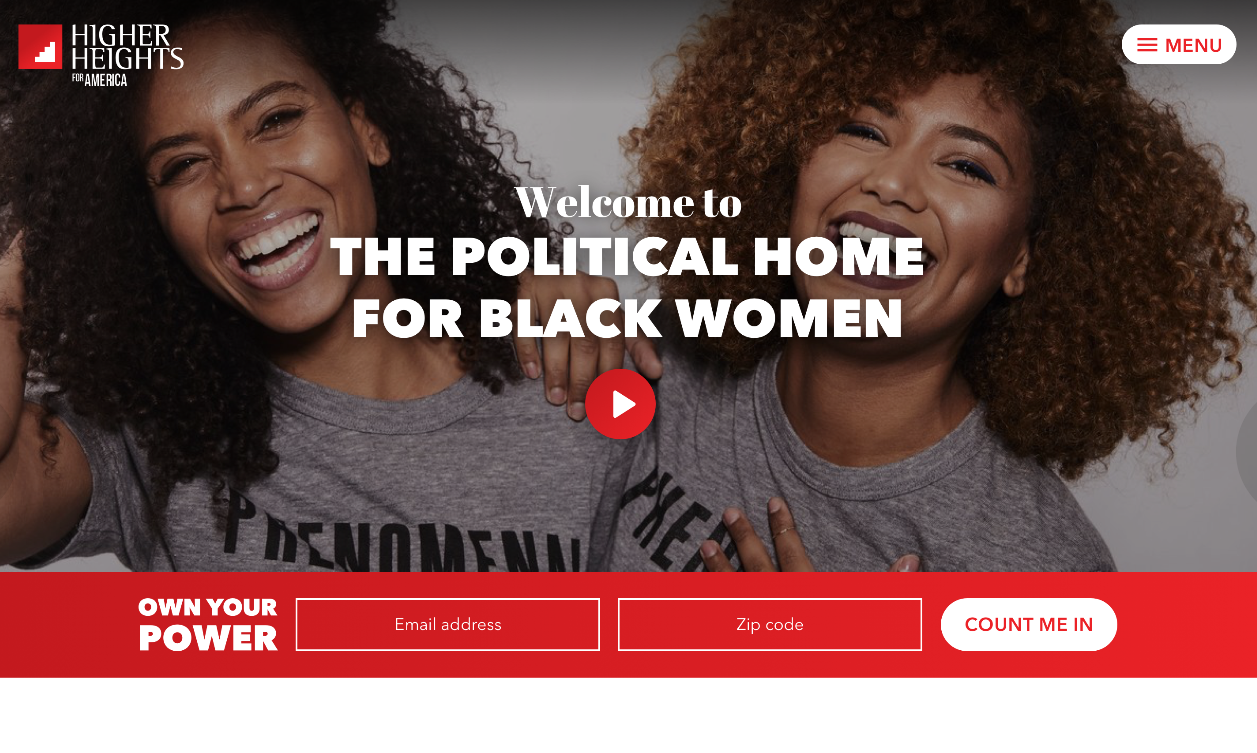 HIGHER
HEIGHTS
FOR AMERICA
MENU
Welcome to
THE POLITICAL HOME
FOR BLACK WOMEN
PHENOMENA
PHEN
OWN YOUR
POWER
Email address
Zip code
COUNT ME IN